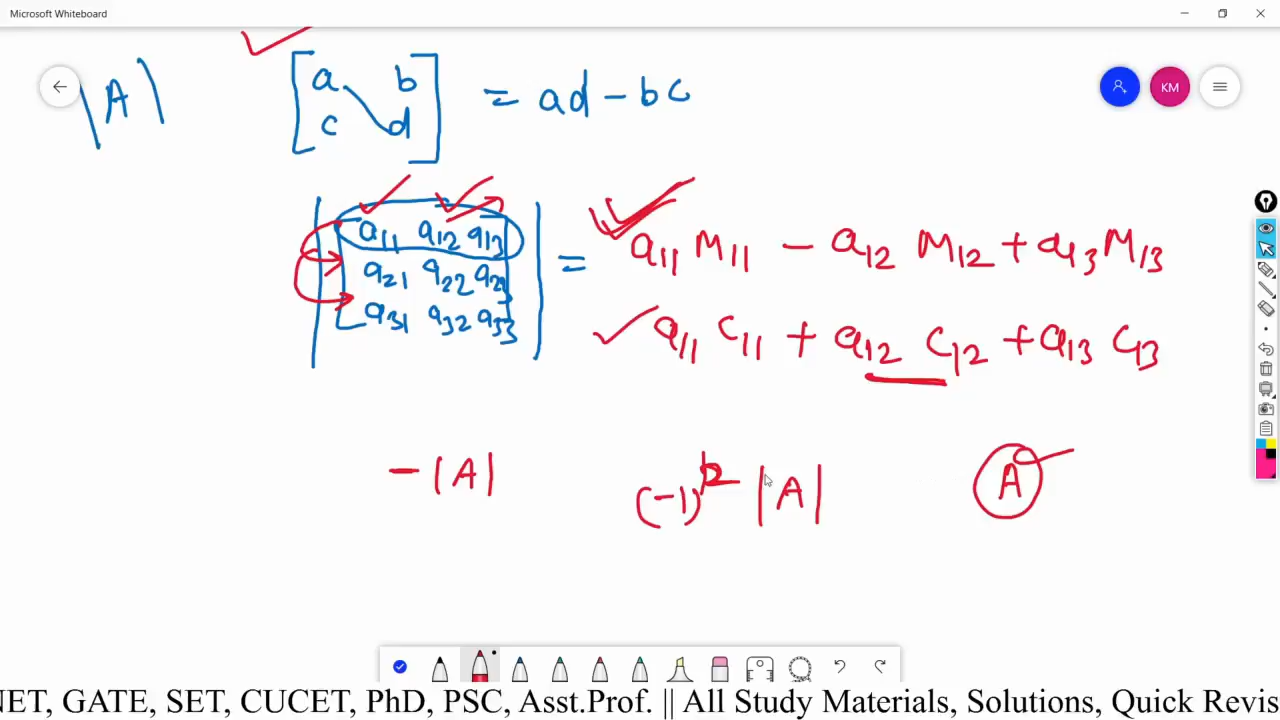 Microsoft Whiteboard
|A| [a b
c d] = ad - bc
KM
|a11 a12 a13
a21 a22 a23
a31 a32 a33| = a11 M11 - a12 M12 + a13 M13
a11 C11 + a12 C12 + a13 C13
-|A| (-1) |A| A
NET, GATE, SET, CUCET, PhD, PSC, Asst.Prof. || All Study Materials, Solutions, Quick Revis